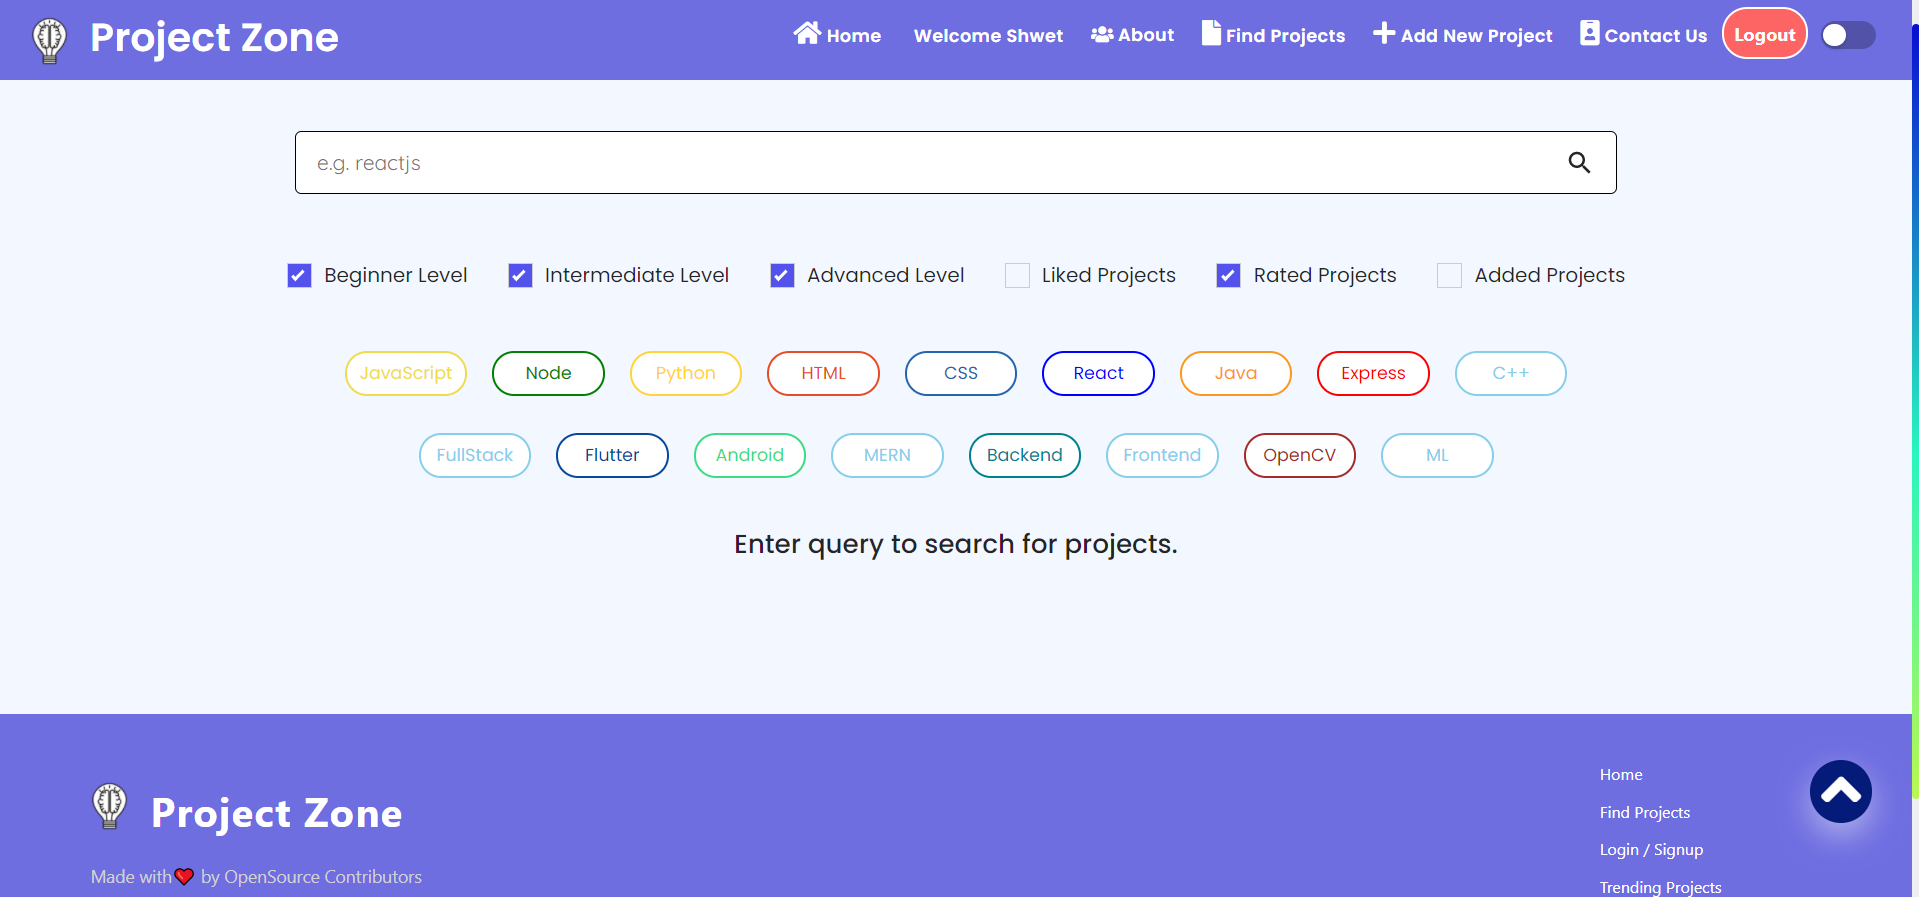 Project Zone
Home Welcome Shwet About Find Projects Add New Project Contact Us Logout
e.g. reactjs
Beginner Level Intermediate Level Advanced Level Liked Projects Rated Projects Added Projects
JavaScript Node Python HTML CSS React Java Express C++
FullStack Flutter Android MERN Backend Frontend OpenCV ML
Enter query to search for projects.
Project Zone
Made with by OpenSource Contributors
Home
Find Projects
Login / Signup
Trending Projects